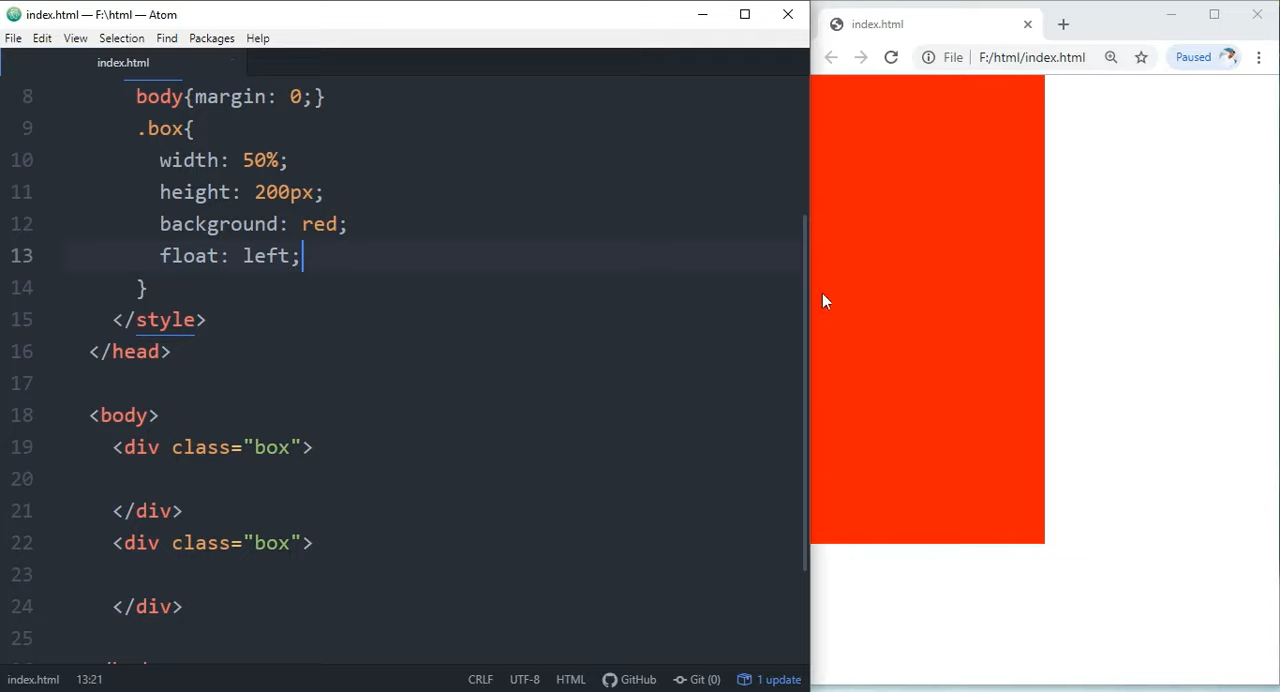 index.html — F:\html — Atom
File Edit View Selection Find Packages Help
index.html
8 body{margin: 0;}
9 .box{
10 width: 50%;
11 height: 200px;
12 background: red;
13 float: left;
14 }
15 </style>
16 </head>
17
18 <body>
19 <div class="box">
20
21 </div>
22 <div class="box">
23
24 </div>
25
index.html 13:21 CRLF UTF-8 HTML GitHub Git (0) 1 update
index.html
File F:/html/index.html Paused